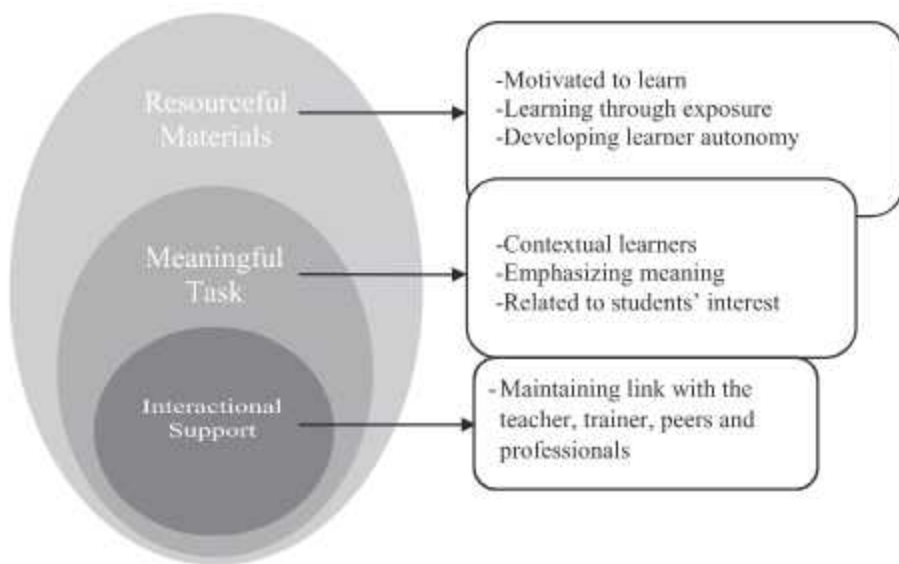 Resourceful
Materials
-Motivated to learn
-Learning through exposure
-Developing learner autonomy
Meaningful
Task
-Contextual learners
-Emphasizing meaning
-Related to students’ interest
Interactional
Support
- Maintaining link with the
teacher, trainer, peers and
professionals